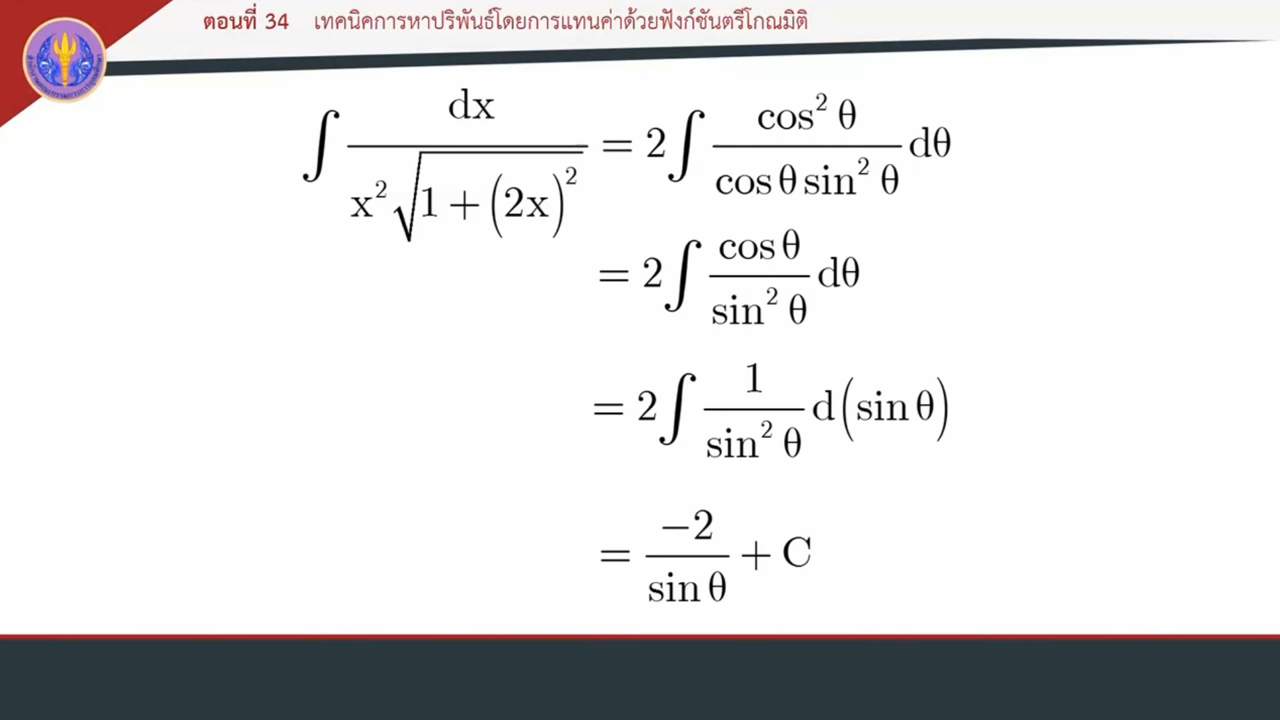 ตอนที่ 34 เทคนิคการหาปริพันธ์โดยการแทนค่าด้วยฟังก์ชันตรีโกณมิติ
∫ dx / (x² √(1 + (2x)²)) = 2 ∫ cos² θ / (cos θ sin² θ) dθ
= 2 ∫ cos θ / sin² θ dθ
= 2 ∫ 1 / sin² θ d(sin θ)
= −2 / sin θ + C